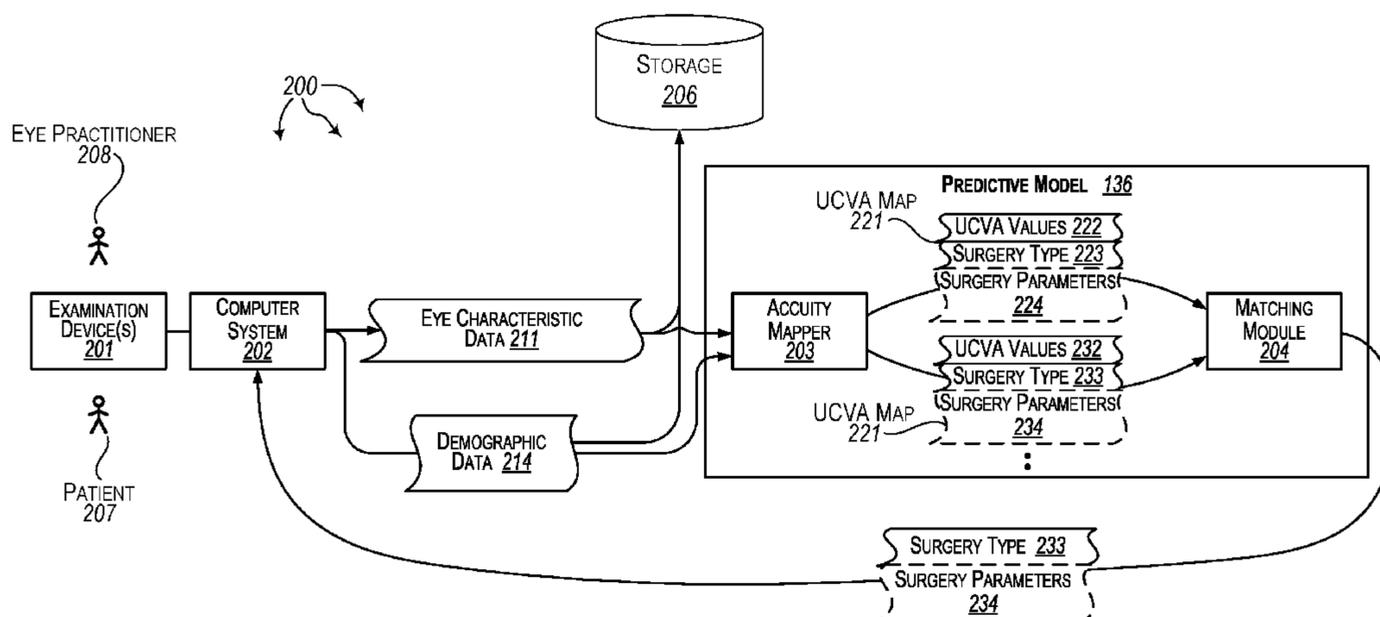 STORAGE
206
200
EYE PRACTITIONER
208
PREDICTIVE MODEL 136
UCVA MAP
221
UCVA VALUES 222
SURGERY TYPE 223
SURGERY PARAMETERS
224
EXAMINATION
DEVICE(S)
201
COMPUTER
SYSTEM
202
EYE CHARACTERISTIC
DATA 211
ACCUITY
MAPPER
203
MATCHING
MODULE
204
UCVA VALUES 232
SURGERY TYPE 233
SURGERY PARAMETERS
234
UCVA MAP
221
DEMOGRAPHIC
DATA 214
PATIENT
207
SURGERY TYPE 233
SURGERY PARAMETERS
234